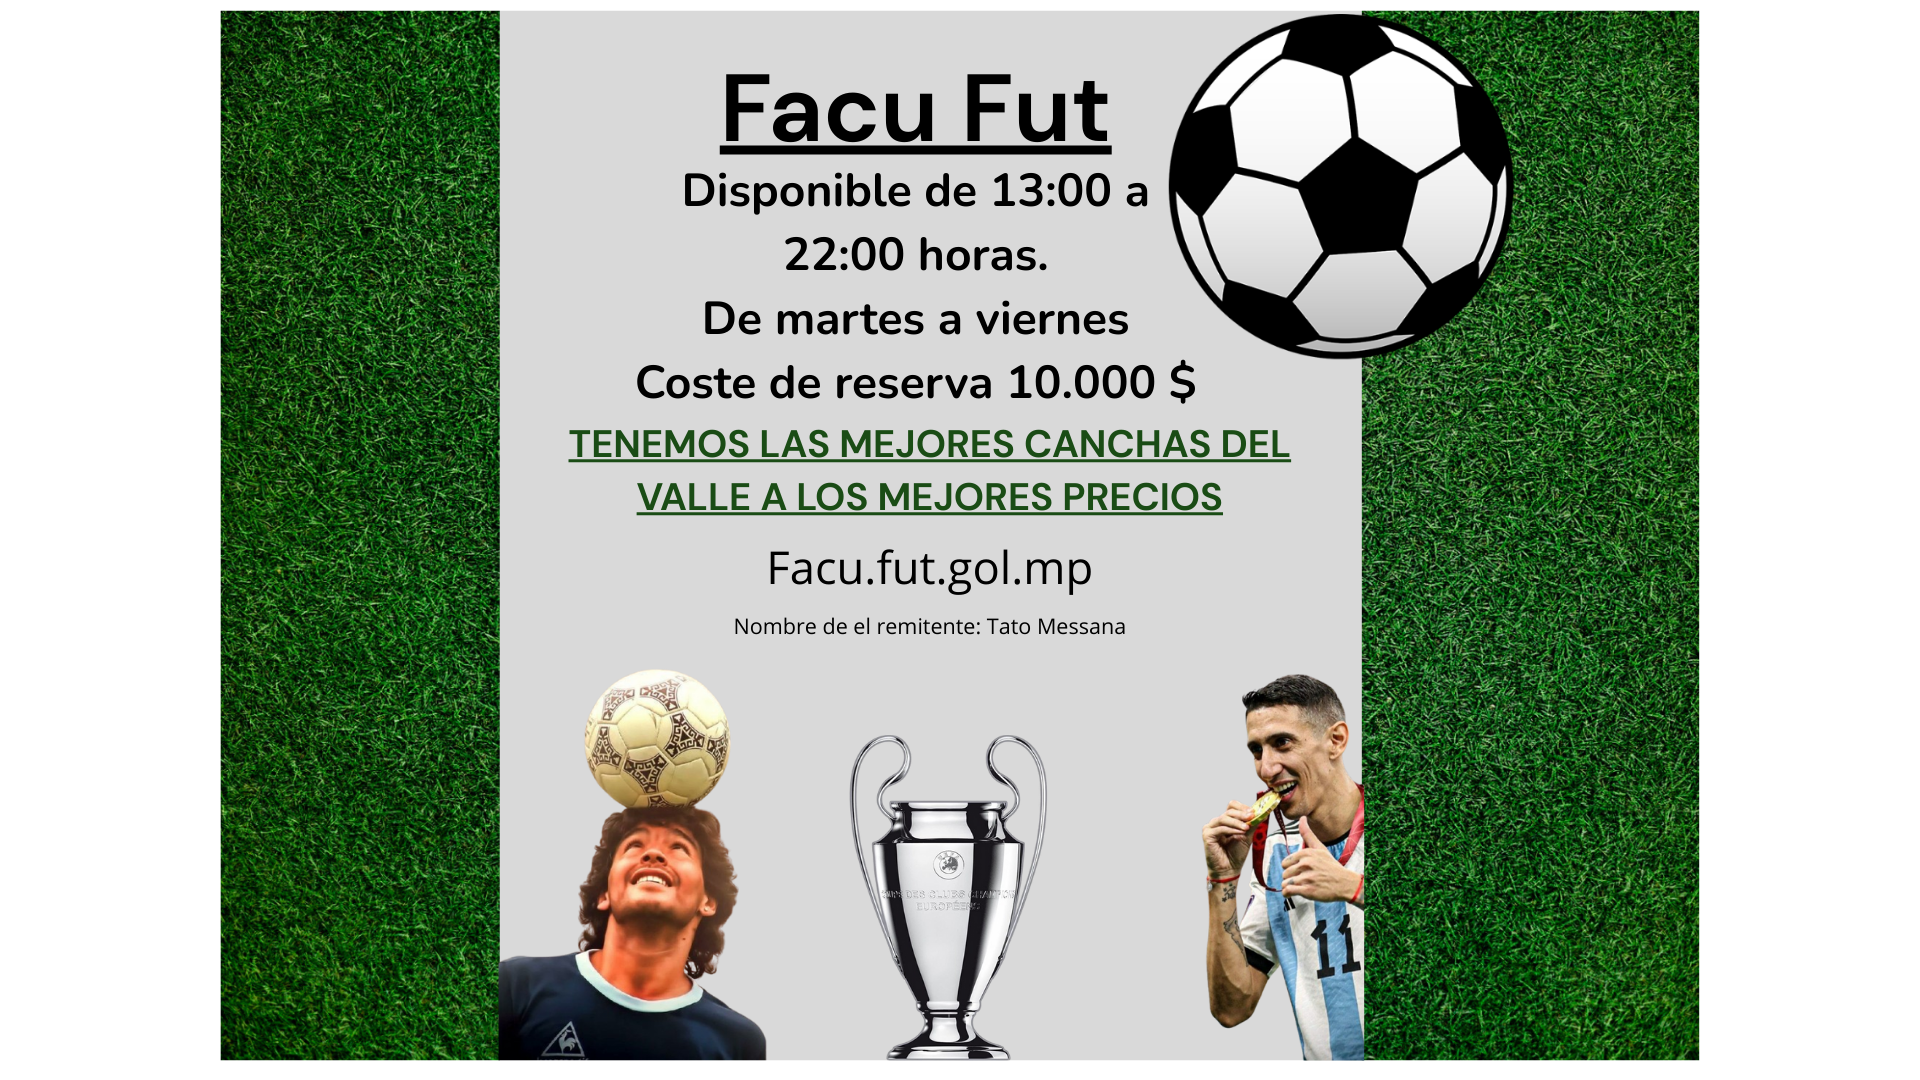 Facu Fut
Disponible de 13:00 a
22:00 horas.
De martes a viernes
Coste de reserva 10.000 $
TENEMOS LAS MEJORES CANCHAS DEL
VALLE A LOS MEJORES PRECIOS
Facu.fut.gol.mp
Nombre de el remitente: Tato Messana
11